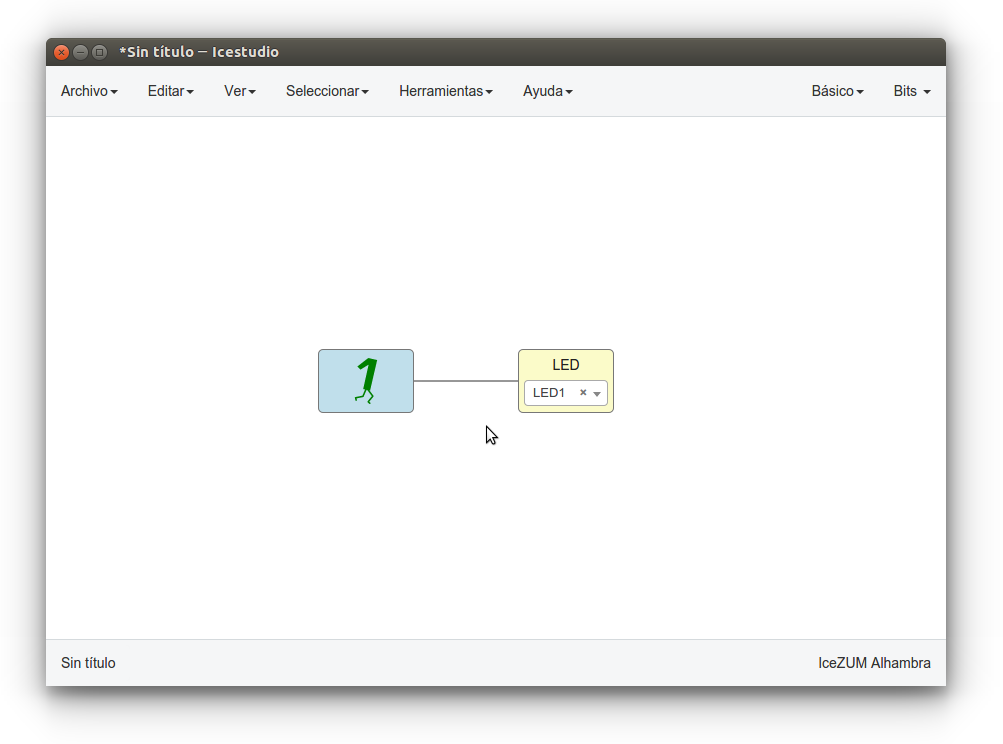 *Sin título — Icestudio
Archivo Editar Ver Seleccionar Herramientas Ayuda Básico Bits
1 LED
LED1
Sin título IceZUM Alhambra